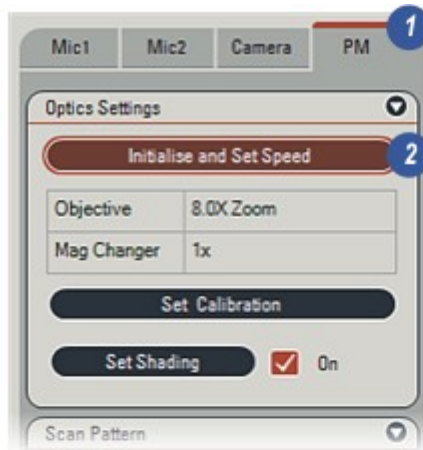 Mic1 Mic2 Camera PM 1
Optics Settings
Initialise and Set Speed 2
Objective 8.0X Zoom
Mag Changer 1x
Set Calibration
Set Shading On
Scan Pattern